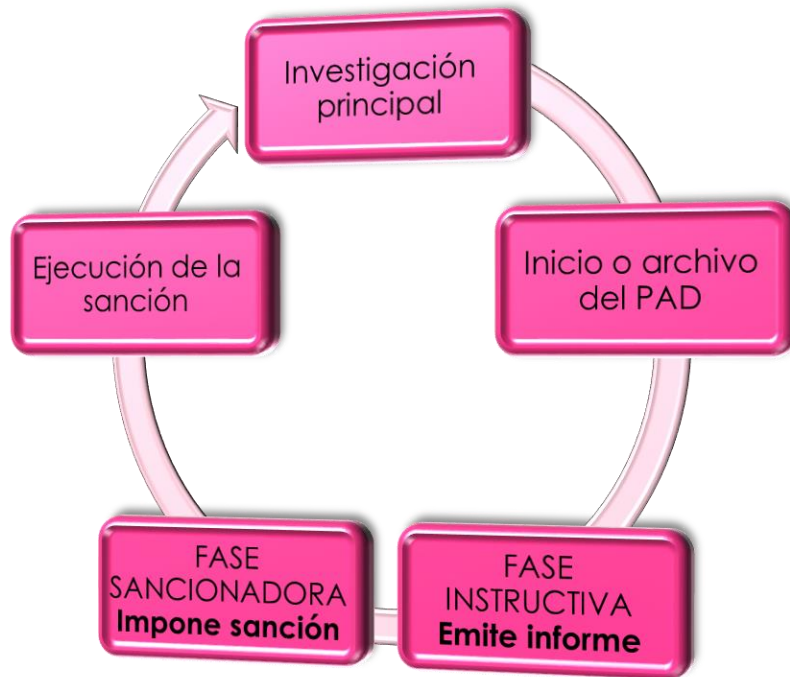 Investigación
principal
Inicio o archivo
del PAD
FASE
INSTRUCTIVA
Emite informe
FASE
SANCIONADORA
Impone sanción
Ejecución de la
sanción